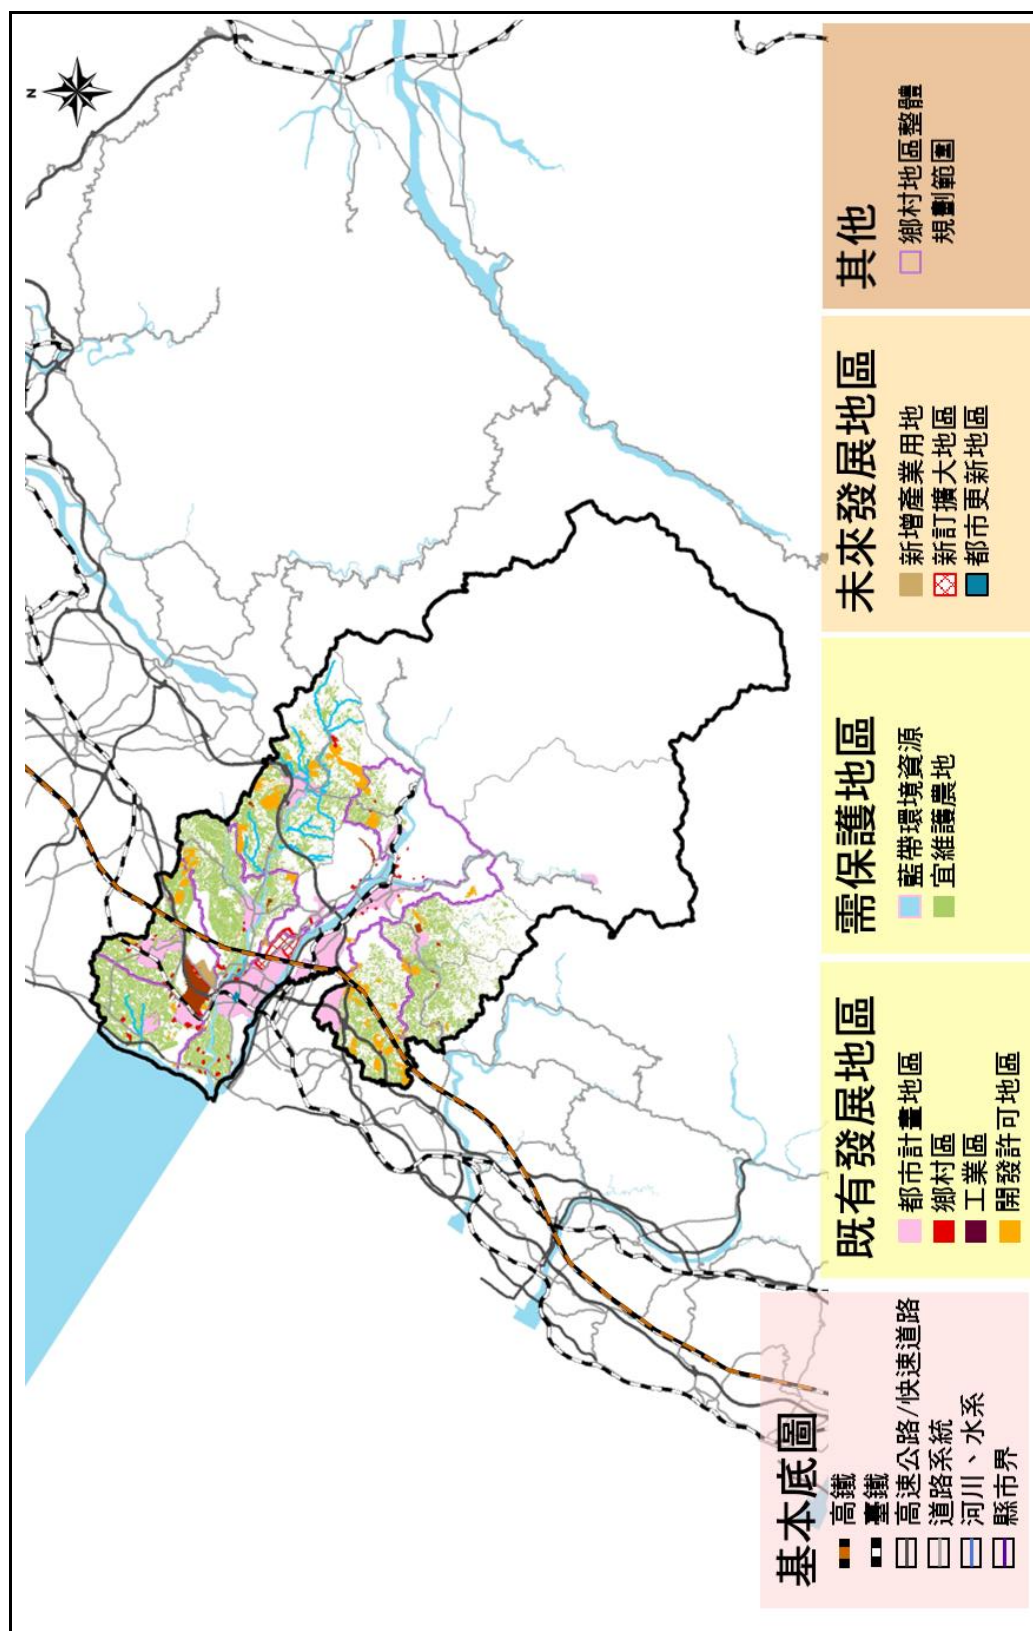 N
基本底圖
高鐵
臺鐵
高速公路/快速道路
道路系統
河川、水系
縣市界
既有發展地區
都市計畫地區
鄉村區
工業區
開發許可地區
需保護地區
藍帶環境資源
宜維護農地
未來發展地區
新增產業用地
新訂擴大地區
都市更新地區
其他
鄉村地區整體
規劃範圍